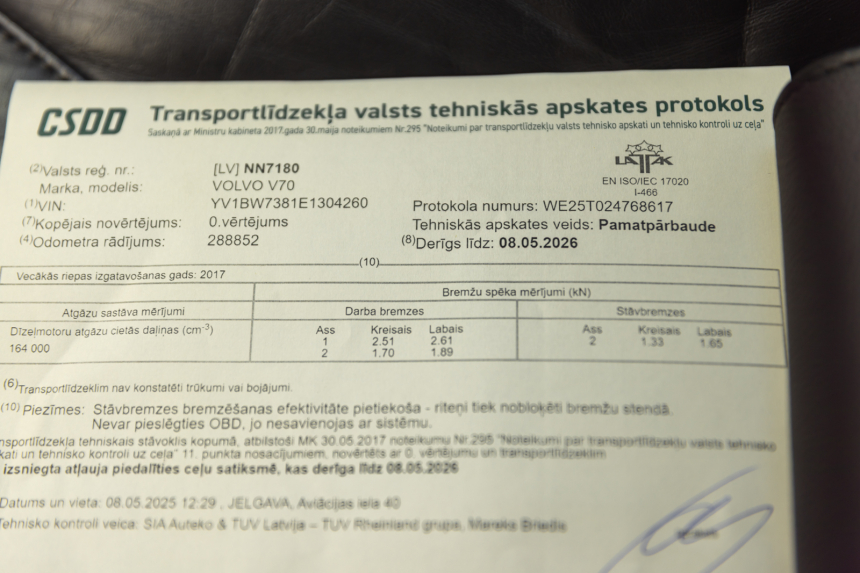 CSDD Transportlīdzekļa valsts tehniskās apskates protokols
Saskaņā ar Ministru kabineta 2017.gada 30.maija noteikumiem Nr.295 "Noteikumi par transportlīdzekļu valsts tehnisko apskati un tehnisko kontroli uz ceļa"
(2)Valsts reģ. nr.: [LV] NN7180
Marka, modelis: VOLVO V70
(1)VIN: YV1BW7381E1304260
(7)Kopējais novērtējums: 0.vērtējums
(4)Odometra rādījums: 288852
LATAK
EN ISO/IEC 17020
I-466
Protokola numurs: WE25T024768617
Tehniskās apskates veids: Pamatpārbaude
(8)Derīgs līdz: 08.05.2026
(10)
Vecākās riepas izgatavošanas gads: 2017
Bremžu spēka mērījumi (kN)
Atgāzu sastāva mērījumi Darba bremzes Stāvbremzes
Dīzeļmotoru atgāzu cietās daļiņas (cm-3) Ass Kreisais Labais Ass Kreisais Labais
164 000 1 2.51 2.61 2 1.33 1.65
2 1.70 1.89
(6)Transportlīdzeklim nav konstatēti trūkumi vai bojājumi.
(10) Piezīmes: Stāvbremzes bremzēšanas efektivitāte pietiekoša - riteņi tiek nobloķēti bremžu stendā.
Nevar pieslēgties OBD, jo nesavienojas ar sistēmu.
nsportlīdzekļa tehniskais stāvoklis kopumā, atbilstoši MK 30.05.2017 noteikumu Nr.295 "Noteikumi par transportlīdzekļu valsts tehnisko
kati un tehnisko kontroli uz ceļa" 11. punkta nosacījumiem, novērtēts ar 0. vērtējumu un transportlīdzeklim
izsniegta atļauja piedalīties ceļu satiksmē, kas derīga līdz 08.05.2026
Datums un vieta: 08.05.2025 12:29 , JELGAVA, Aviācijas iela 40
Tehnisko kontroli veica: SIA Auteko & TUV Latvija – TUV Rheinland grupa, Mareks Briedis